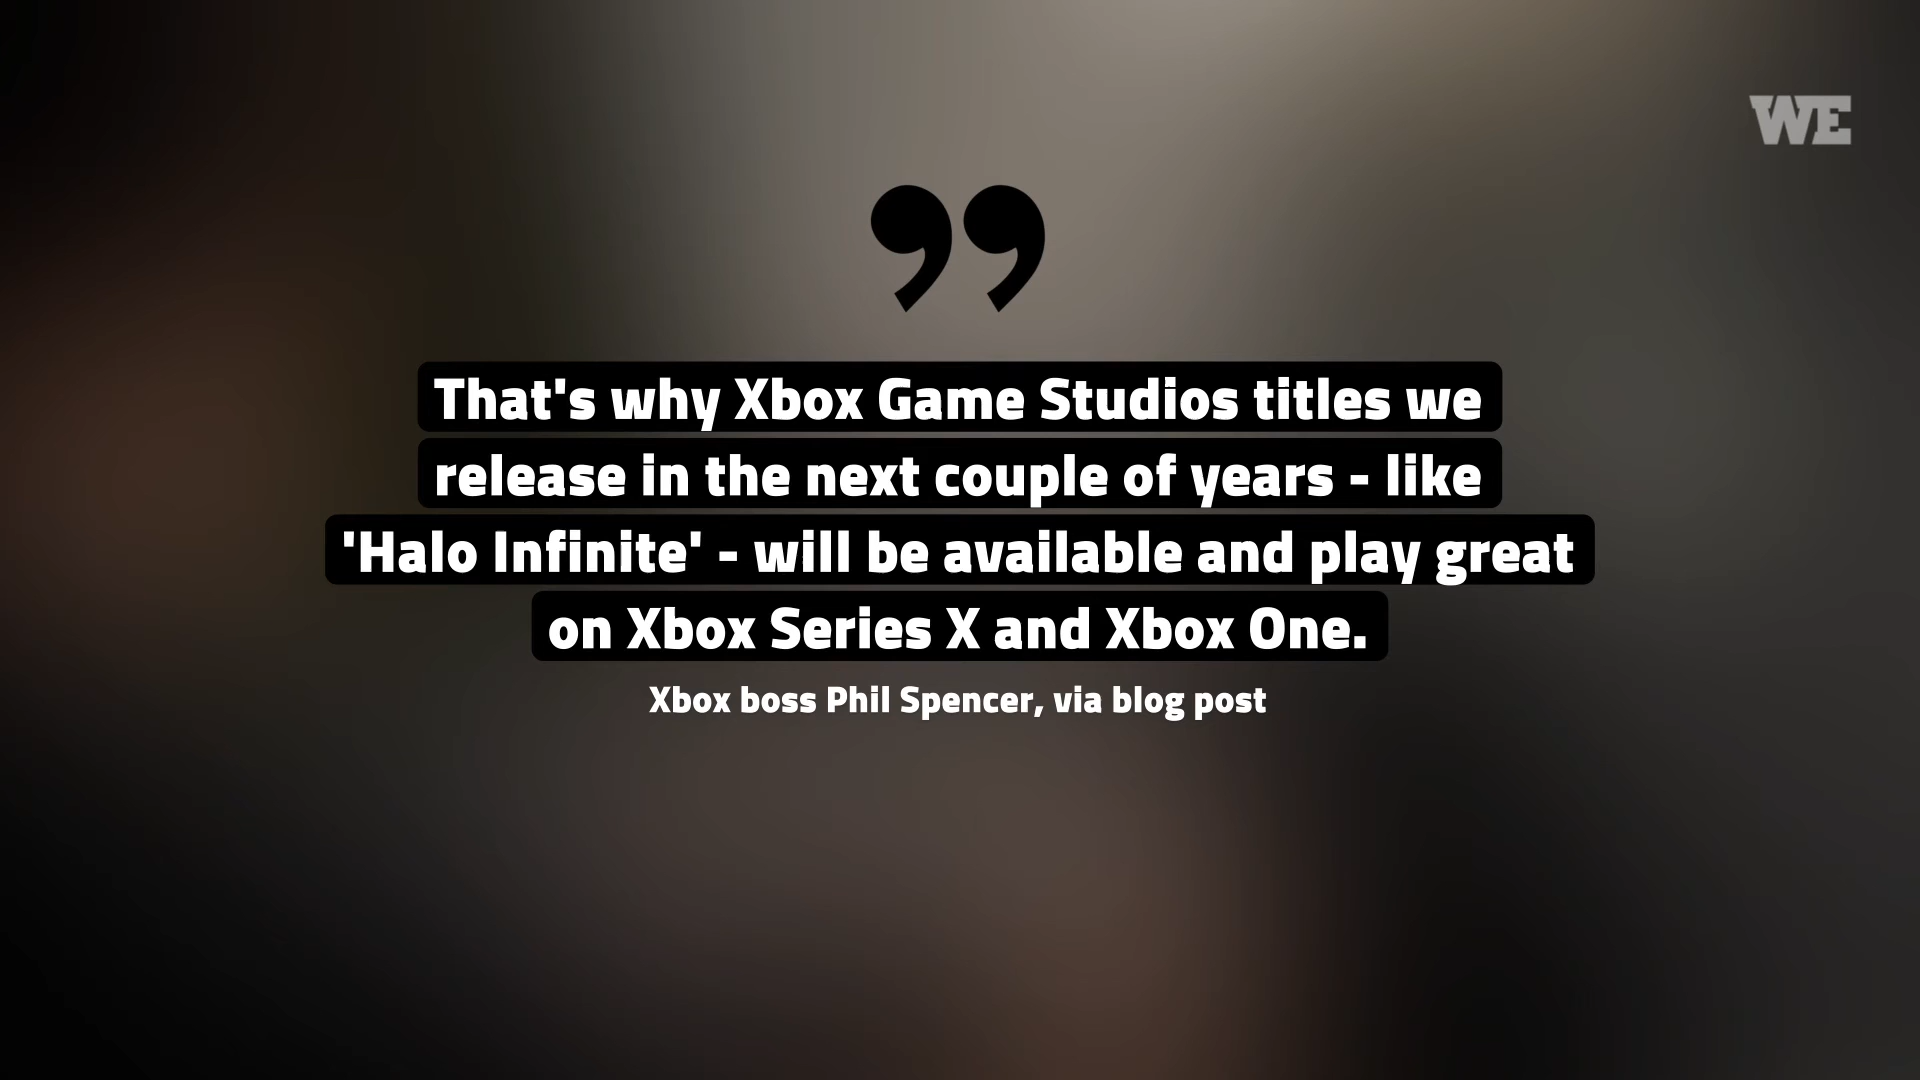 WE
”
That's why Xbox Game Studios titles we
release in the next couple of years - like
'Halo Infinite' - will be available and play great
on Xbox Series X and Xbox One.
Xbox boss Phil Spencer, via blog post